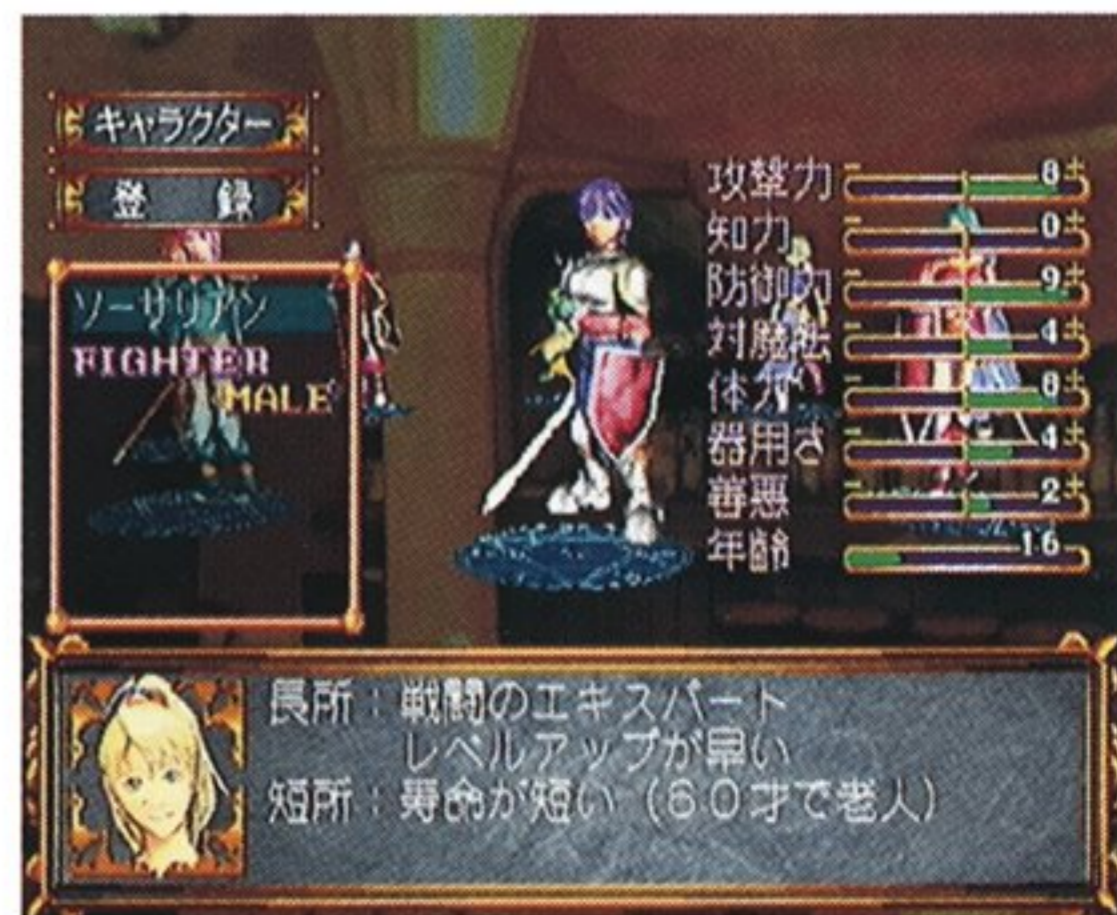 キャラクター
登録
ソーサリアン
FIGHTER
MALE
攻撃力 - 8 +
知力 - 0 +
防御力 - 9 +
対魔法 - 4 +
体力 - 8 +
器用さ - 4 +
善悪 - 2 +
年齢 16
長所：戦闘のエキスパート
レベルアップが早い
短所：寿命が短い（60才で老人）